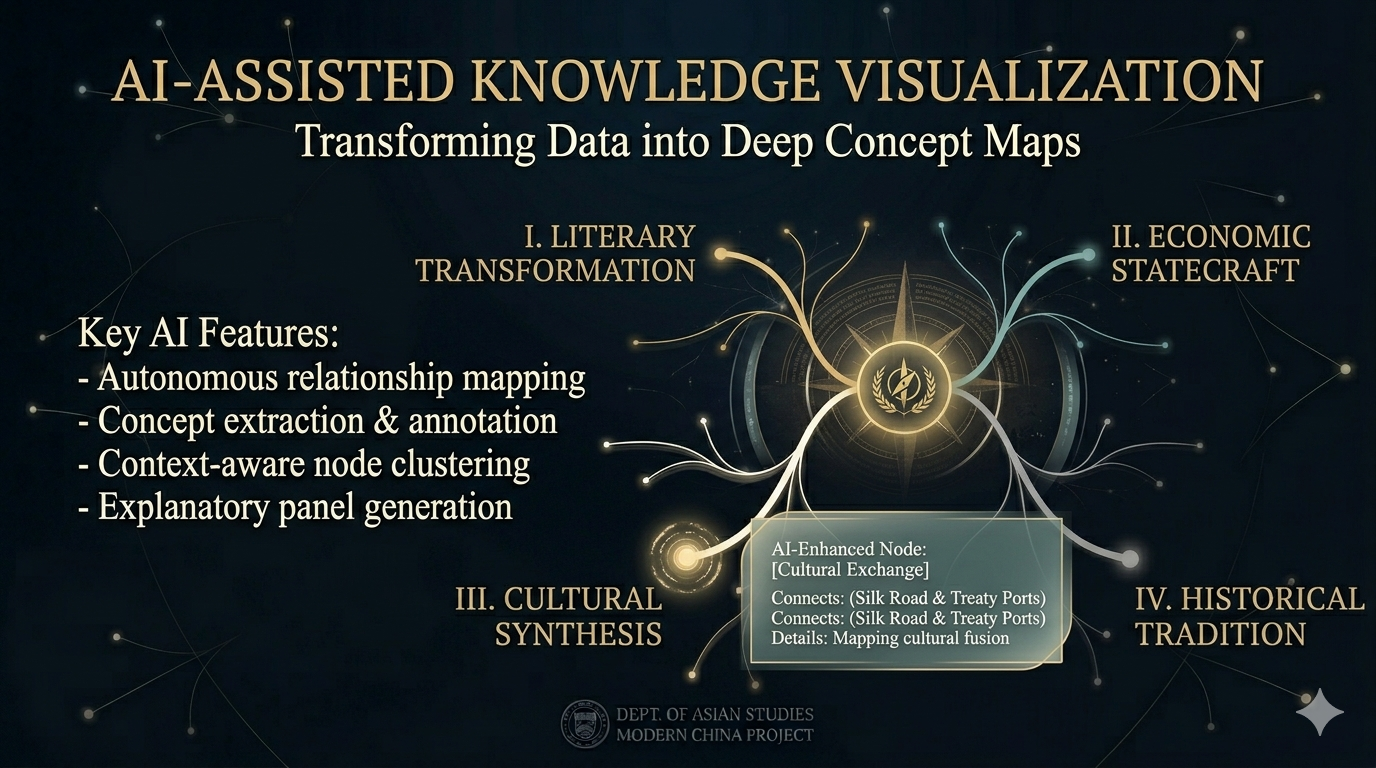 AI-ASSISTED KNOWLEDGE VISUALIZATION
Transforming Data into Deep Concept Maps
I. LITERARY
TRANSFORMATION
II. ECONOMIC
STATECRAFT
Key AI Features:
- Autonomous relationship mapping
- Concept extraction & annotation
- Context-aware node clustering
- Explanatory panel generation
AI-Enhanced Node:
[Cultural Exchange]
Connects: (Silk Road & Treaty Ports)
Connects: (Silk Road & Treaty Ports)
Details: Mapping cultural fusion
III. CULTURAL
SYNTHESIS
IV. HISTORICAL
TRADITION
DEPT. OF ASIAN STUDIES
MODERN CHINA PROJECT